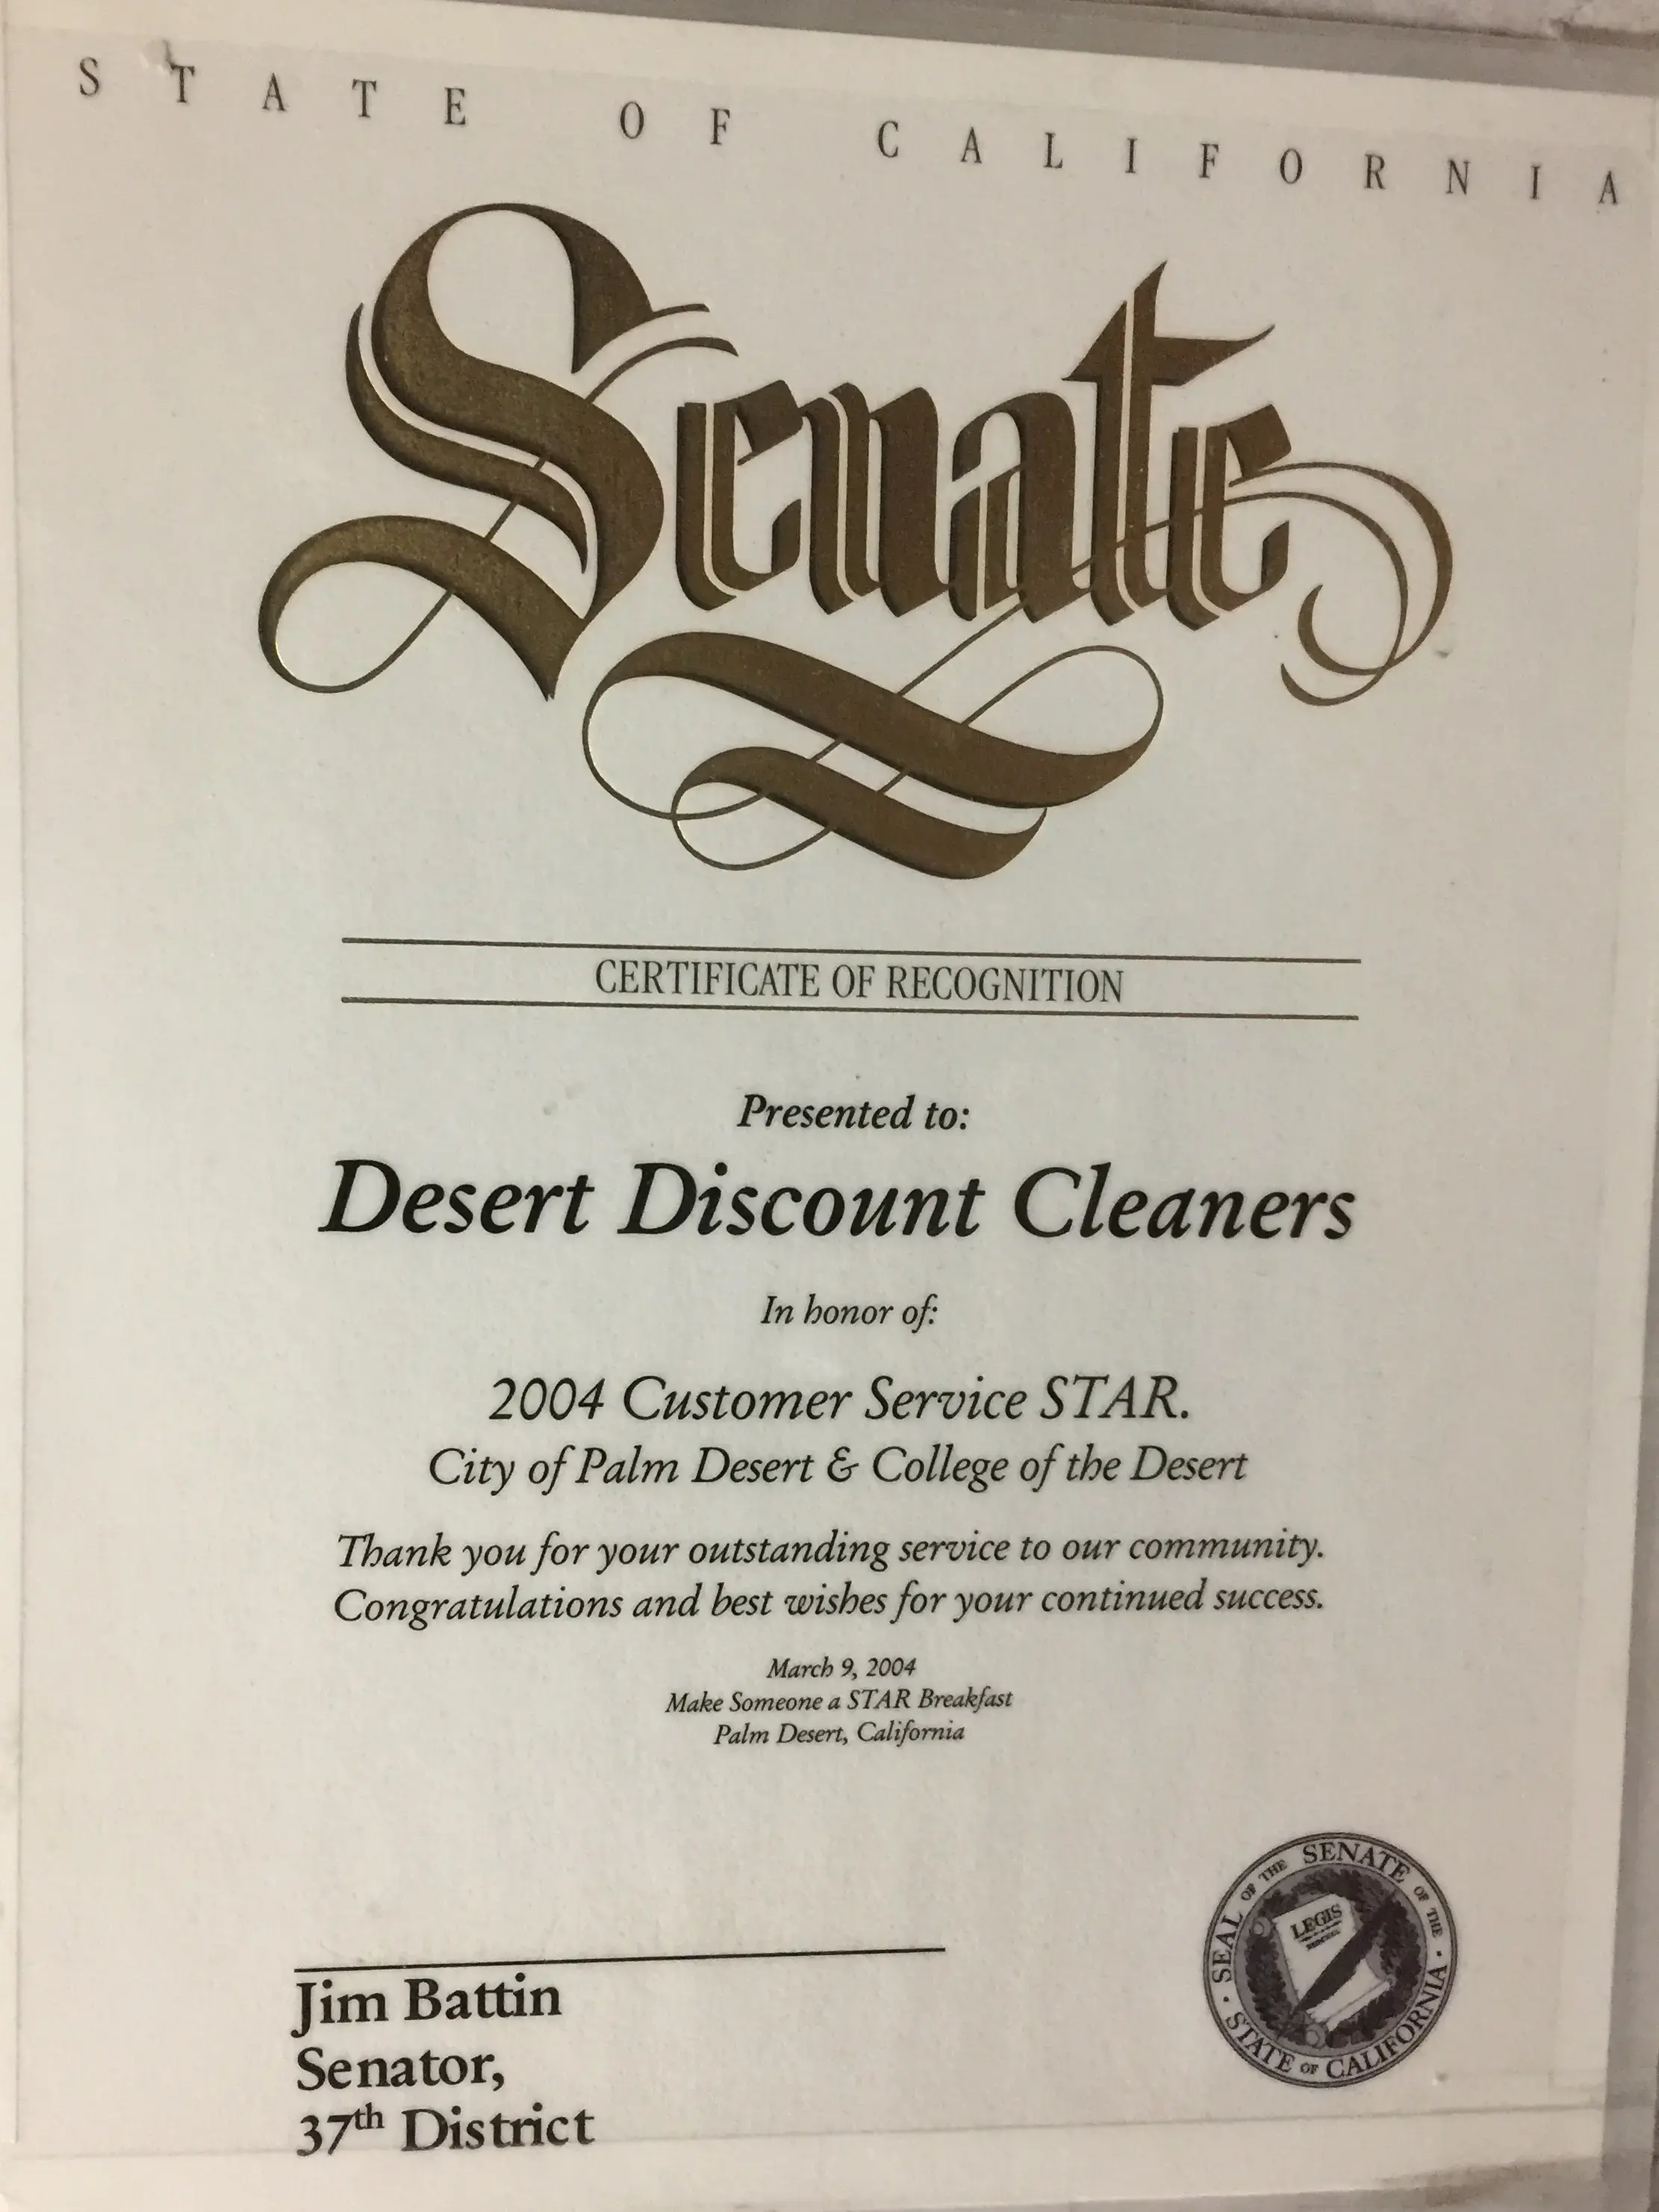 STATE OF CALIFORNIA
Senate
CERTIFICATE OF RECOGNITION
Presented to:
Desert Discount Cleaners
In honor of:
2004 Customer Service STAR.
City of Palm Desert & College of the Desert
Thank you for your outstanding service to our community.
Congratulations and best wishes for your continued success.
March 9, 2004
Make Someone a STAR Breakfast
Palm Desert, California
Jim Battin
Senator,
37th District
SEAL OF THE SENATE OF THE STATE OF CALIFORNIA
LEGIS